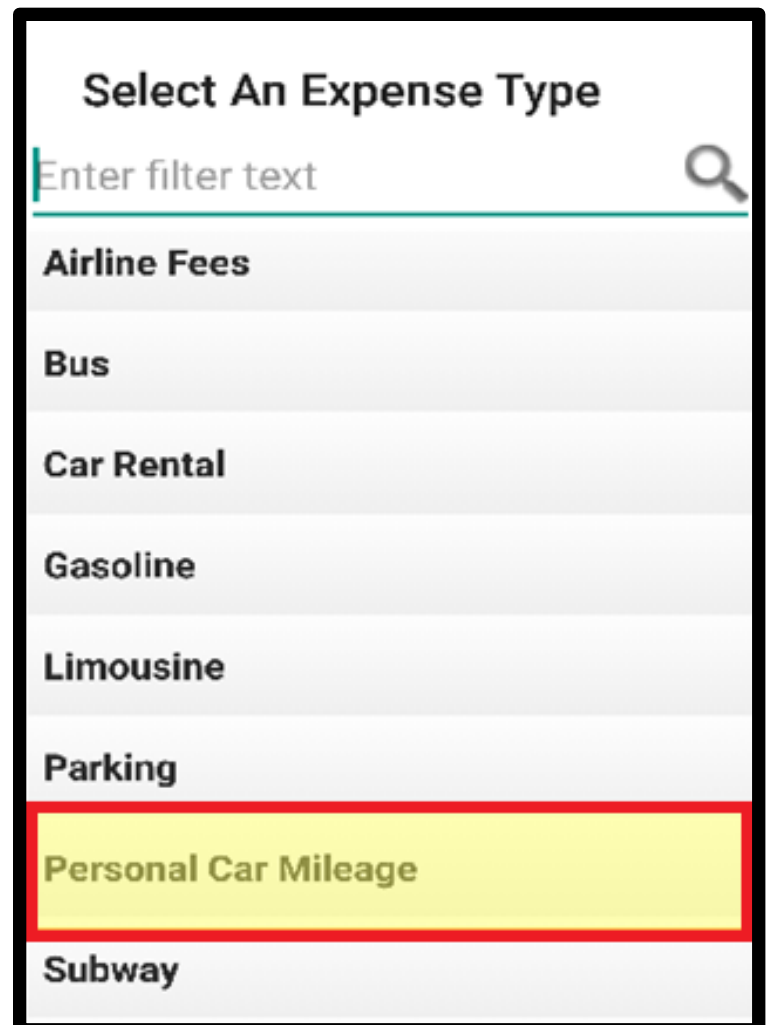 Select An Expense Type
Enter filter text
Airline Fees
Bus
Car Rental
Gasoline
Limousine
Parking
Personal Car Mileage
Subway